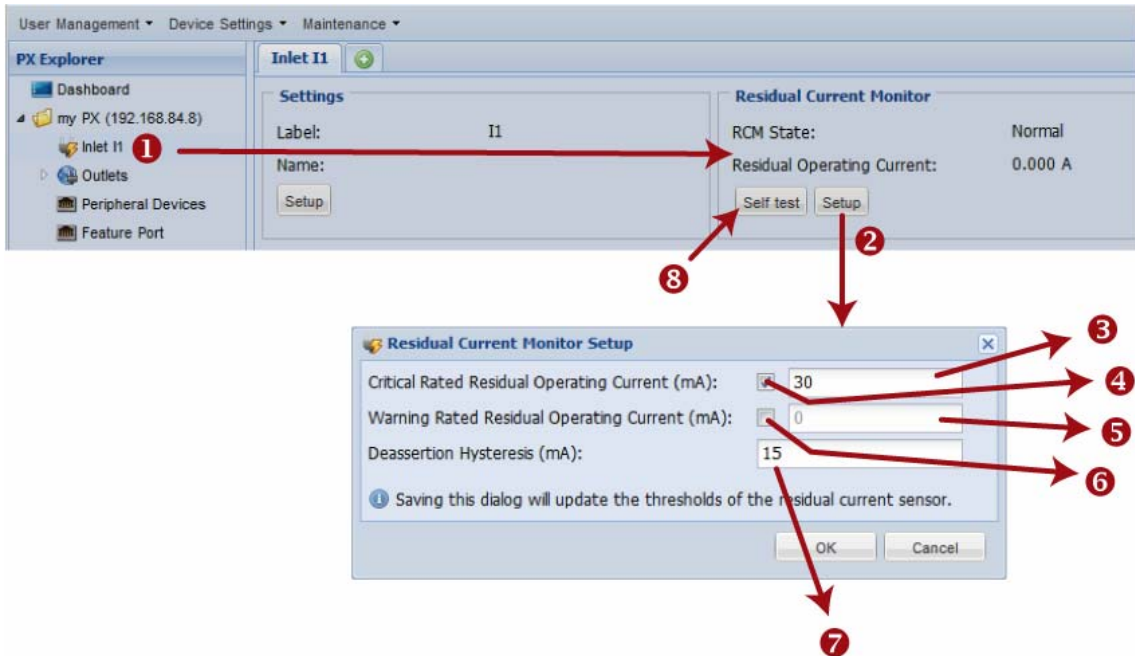 User Management Device Settings Maintenance
PX Explorer
Dashboard
my PX (192.168.84.8)
Inlet I1
Outlets
Peripheral Devices
Feature Port
Inlet I1
Settings
Label: I1
Name:
Setup
Residual Current Monitor
RCM State: Normal
Residual Operating Current: 0.000 A
Self test Setup
1
2
8
Residual Current Monitor Setup
Critical Rated Residual Operating Current (mA): 30
Warning Rated Residual Operating Current (mA): 0
Deassertion Hysteresis (mA): 15
Saving this dialog will update the thresholds of the residual current sensor.
OK Cancel
3
4
5
6
7